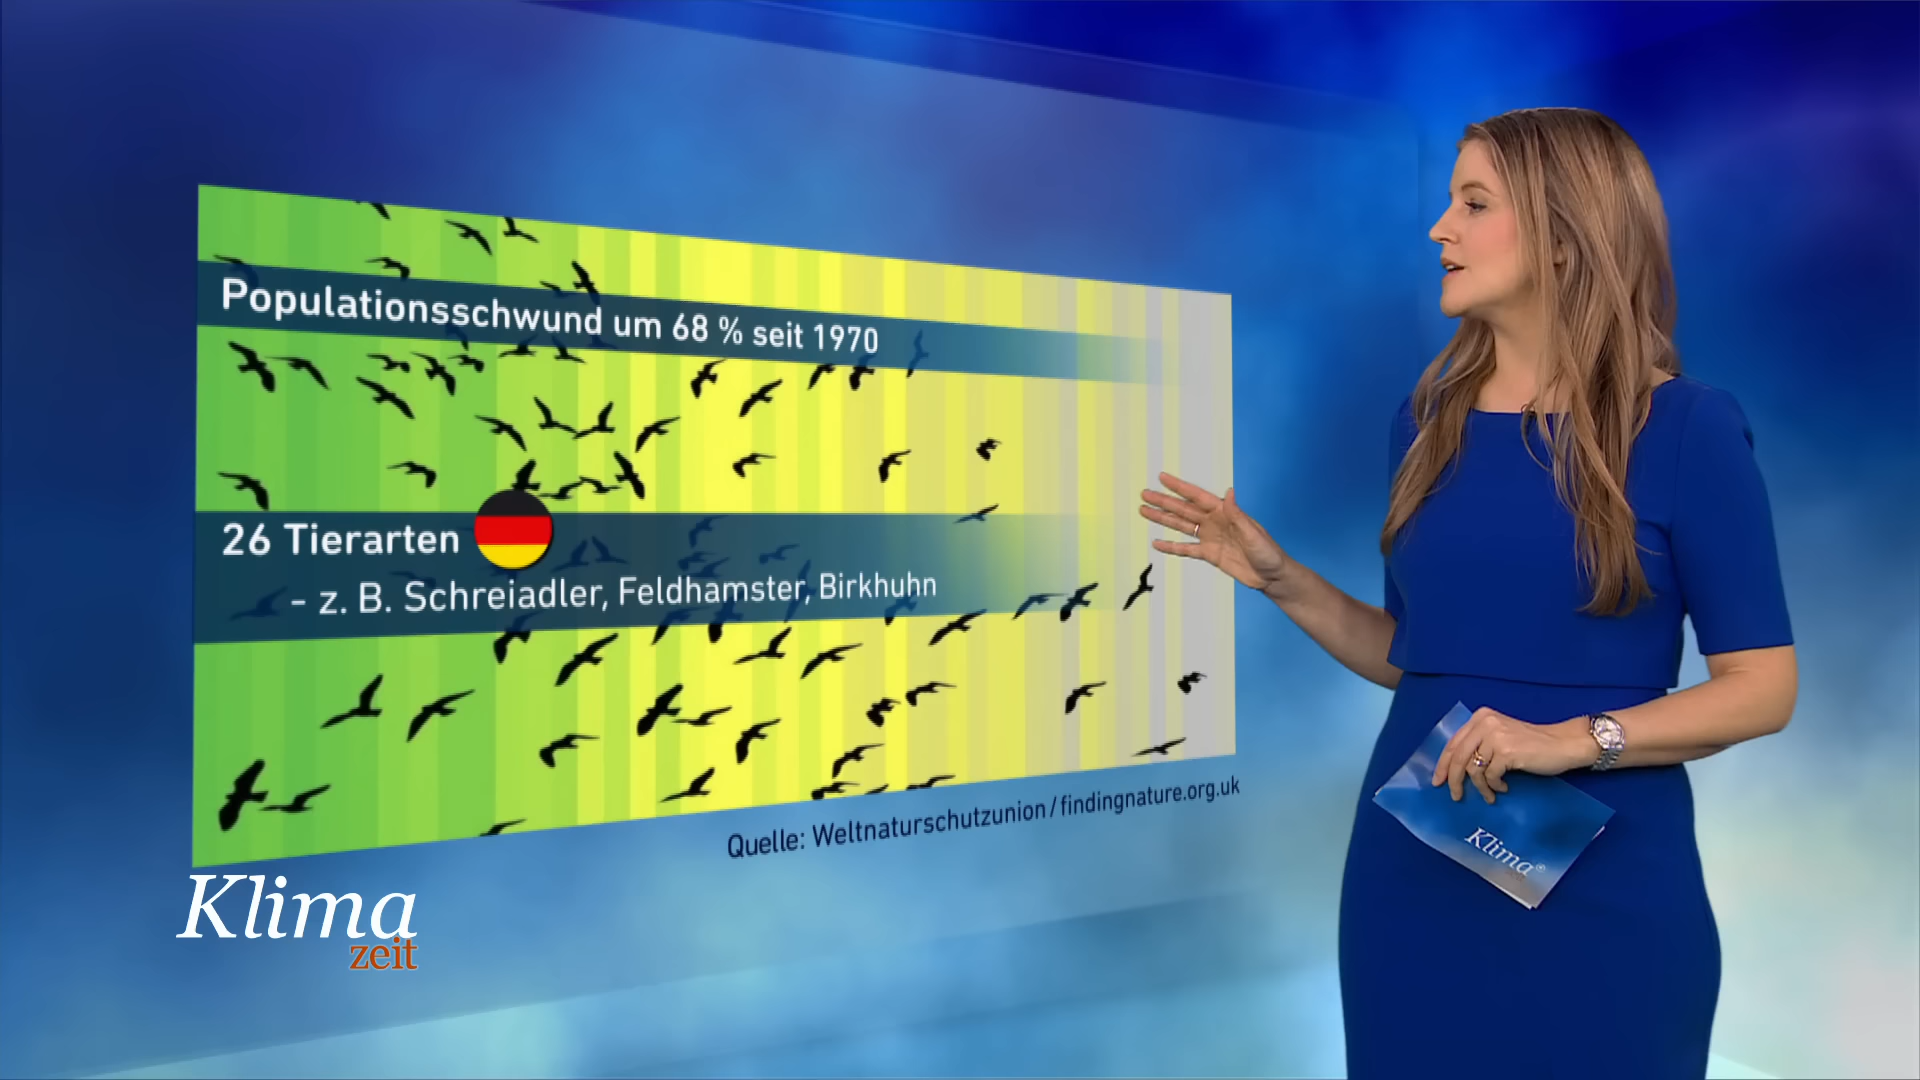 Populationsschwund um 68 % seit 1970
26 Tierarten
- z. B. Schreiadler, Feldhamster, Birkhuhn
Quelle: Weltnaturschutzunion / findingnature.org.uk
Klima
zeit
Klima